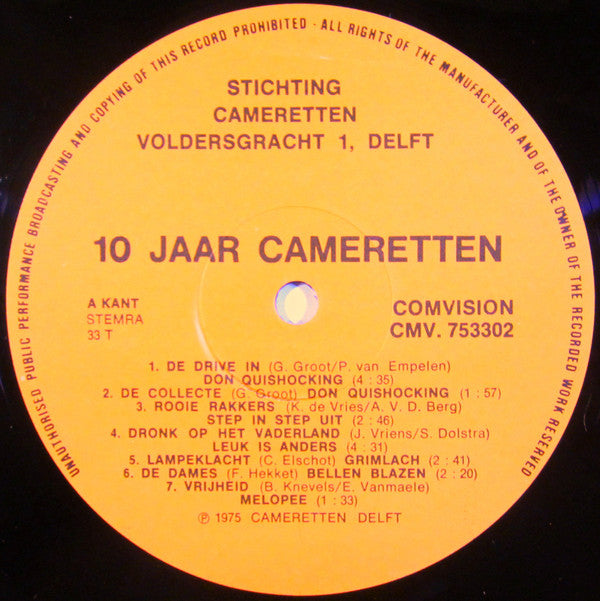 UNAUTHORISED PUBLIC PERFORMANCE BROADCASTING AND COPYING OF THIS RECORD PROHIBITED - ALL RIGHTS OF THE MANUFACTURER AND OF THE OWNER OF THE RECORDED WORK RESERVED
STICHTING
CAMERETTEN
VOLDERSGRACHT 1, DELFT
10 JAAR CAMERETTEN
A KANT
STEMRA
33 T
COMVISION
CMV. 753302
1. DE DRIVE IN (G. Groot/P. van Empelen)
DON QUISHOCKING (4 : 35)
2. DE COLLECTE (G. Groot) DON QUISHOCKING (1 : 57)
3. ROOIE RAKKERS (K. de Vries/A. V. D. Berg)
STEP IN STEP UIT (2 : 46)
4. DRONK OP HET VADERLAND (J. Vriens/S. Dolstra)
LEUK IS ANDERS (4 : 31)
5. LAMPEKLACHT (C. Elschot) GRIMLACH (2 : 41)
6. DE DAMES (F. Hekket) BELLEN BLAZEN (2 : 20)
7. VRIJHEID (B. Knevels/E. Vanmaele)
MELOPEE (1 : 33)
℗ 1975 CAMERETTEN DELFT